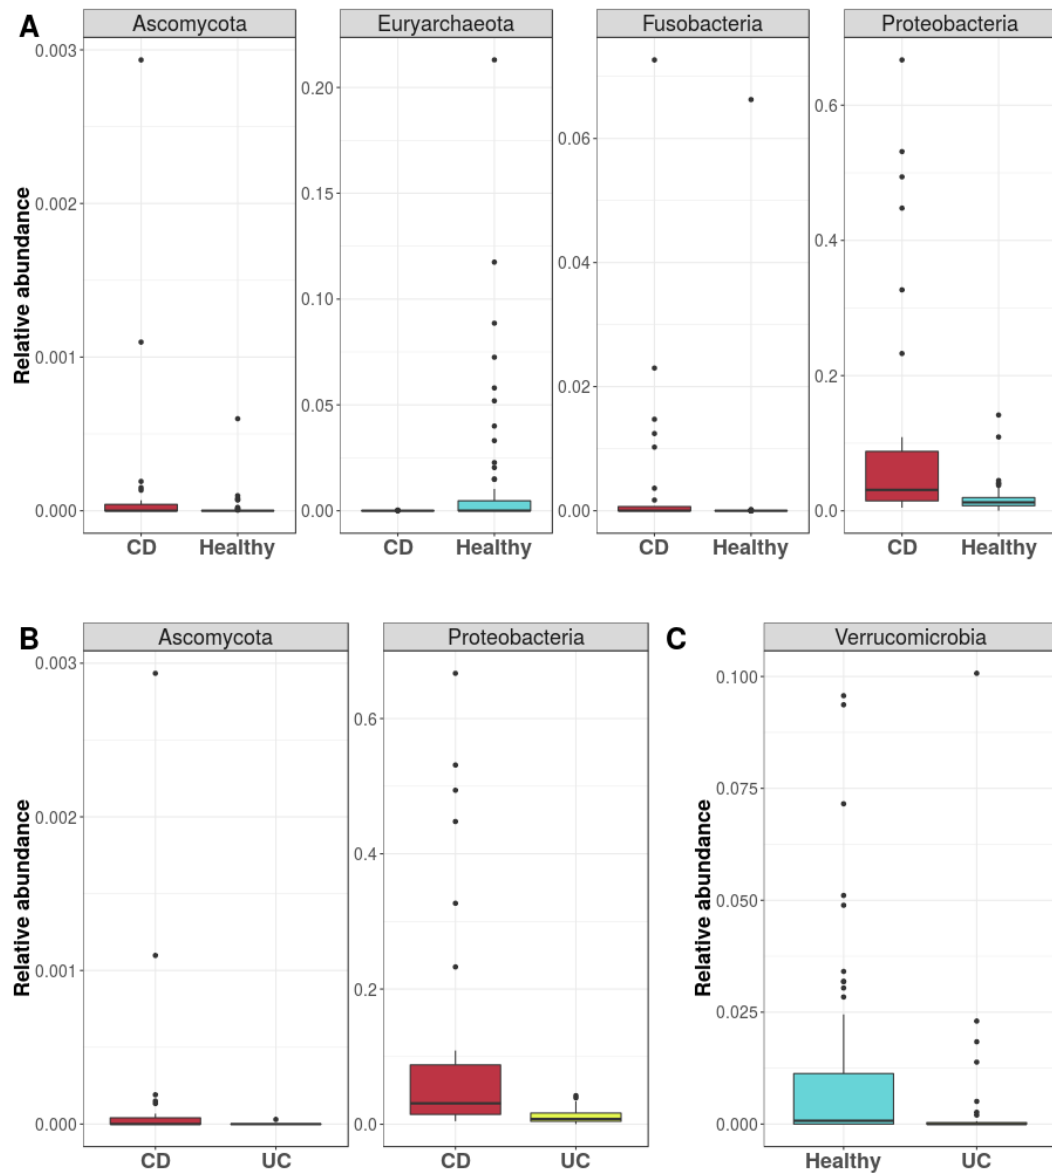 A
Ascomycota
Euryarchaeota
Fusobacteria
Proteobacteria
Relative abundance
0.003
0.002
0.001
0.000
0.20
0.15
0.10
0.05
0.00
0.06
0.04
0.02
0.00
0.6
0.4
0.2
0.0
CD Healthy
CD Healthy
CD Healthy
CD Healthy
B
Ascomycota
Proteobacteria
Relative abundance
0.003
0.002
0.001
0.000
0.6
0.4
0.2
0.0
CD UC
CD UC
C
Verrucomicrobia
Relative abundance
0.100
0.075
0.050
0.025
0.000
Healthy UC